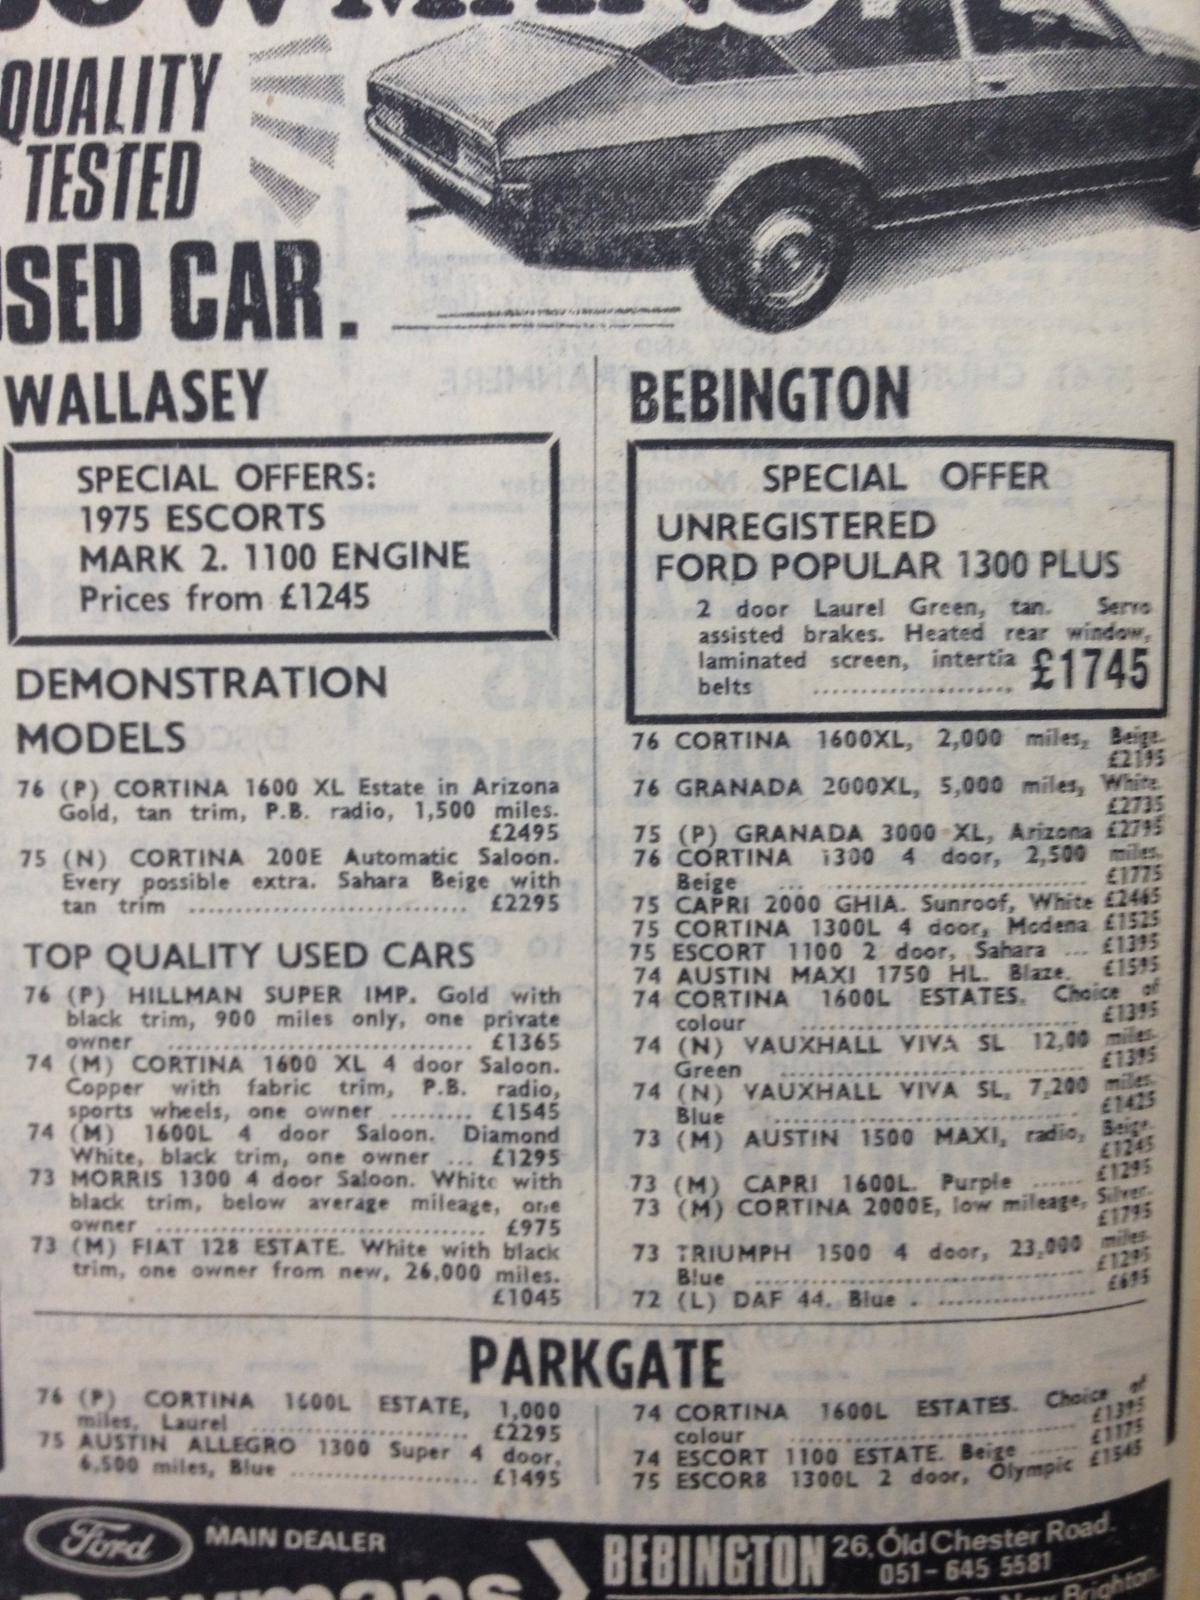 QUALITY
TESTED
USED CAR.
WALLASEY
SPECIAL OFFERS:
1975 ESCORTS
MARK 2. 1100 ENGINE
Prices from £1245
DEMONSTRATION
MODELS
76 (P) CORTINA 1600 XL Estate in Arizona
Gold, tan trim, P.B. radio, 1,500 miles.
£2495
75 (N) CORTINA 200E Automatic Saloon.
Every possible extra. Sahara Beige with
tan trim .............................. £2295
TOP QUALITY USED CARS
76 (P) HILLMAN SUPER IMP. Gold with
black trim, 900 miles only, one private
owner .............................. £1365
74 (M) CORTINA 1600 XL 4 door Saloon.
Copper with fabric trim, P.B. radio,
sports wheels, one owner ......... £1545
74 (M) 1600L 4 door Saloon. Diamond
White, black trim, one owner ... £1295
73 MORRIS 1300 4 door Saloon. White with
black trim, below average mileage, one
owner .............................. £975
73 (M) FIAT 128 ESTATE. White with black
trim, one owner from new, 26,000 miles.
£1045
BEBINGTON
SPECIAL OFFER
UNREGISTERED
FORD POPULAR 1300 PLUS
2 door Laurel Green, tan. Servo
assisted brakes. Heated rear window,
laminated screen, intertia
belts ..................... £1745
76 CORTINA 1600XL, 2,000 miles, Beige.
£2195
76 GRANADA 2000XL, 5,000 miles, White.
£2735
75 (P) GRANADA 3000 XL, Arizona £2795
76 CORTINA 1300 4 door, 2,500 miles.
Beige ... .............................. £1775
75 CAPRI 2000 GHIA. Sunroof, White £2465
75 CORTINA 1300L 4 door, Modena £1525
75 ESCORT 1100 2 door, Sahara ... £1395
74 AUSTIN MAXI 1750 HL. Blaze. £1595
74 CORTINA 1600L ESTATES. Choice of
colour .............................. £1395
74 (N) VAUXHALL VIVA SL 12,00 miles.
Green .............................. £1395
74 (N) VAUXHALL VIVA SL, 7,200 miles.
Blue .............................. £1425
73 (M) AUSTIN 1500 MAXI, radio, Beige.
£1245
73 (M) CAPRI 1600L. Purple ...... £1295
73 (M) CORTINA 2000E, low mileage, Silver.
£1795
73 TRIUMPH 1500 4 door, 23,000 miles.
Blue .............................. £1295
72 (L) DAF 44. Blue . .................. £695
PARKGATE
76 (P) CORTINA 1600L ESTATE, 1,000
miles, Laurel ..................... £2295
75 AUSTIN ALLEGRO 1300 Super 4 door,
6,500 miles, Blue .................. £1495
74 CORTINA 1600L ESTATES. Choice of
colour .............................. £1395
74 ESCORT 1100 ESTATE. Beige ...... £1175
75 ESCOR8 1300L 2 door, Olympic £1545
Ford MAIN DEALER
Bowmans
BEBINGTON 26, Old Chester Road.
051-645 5581
New Brighton.